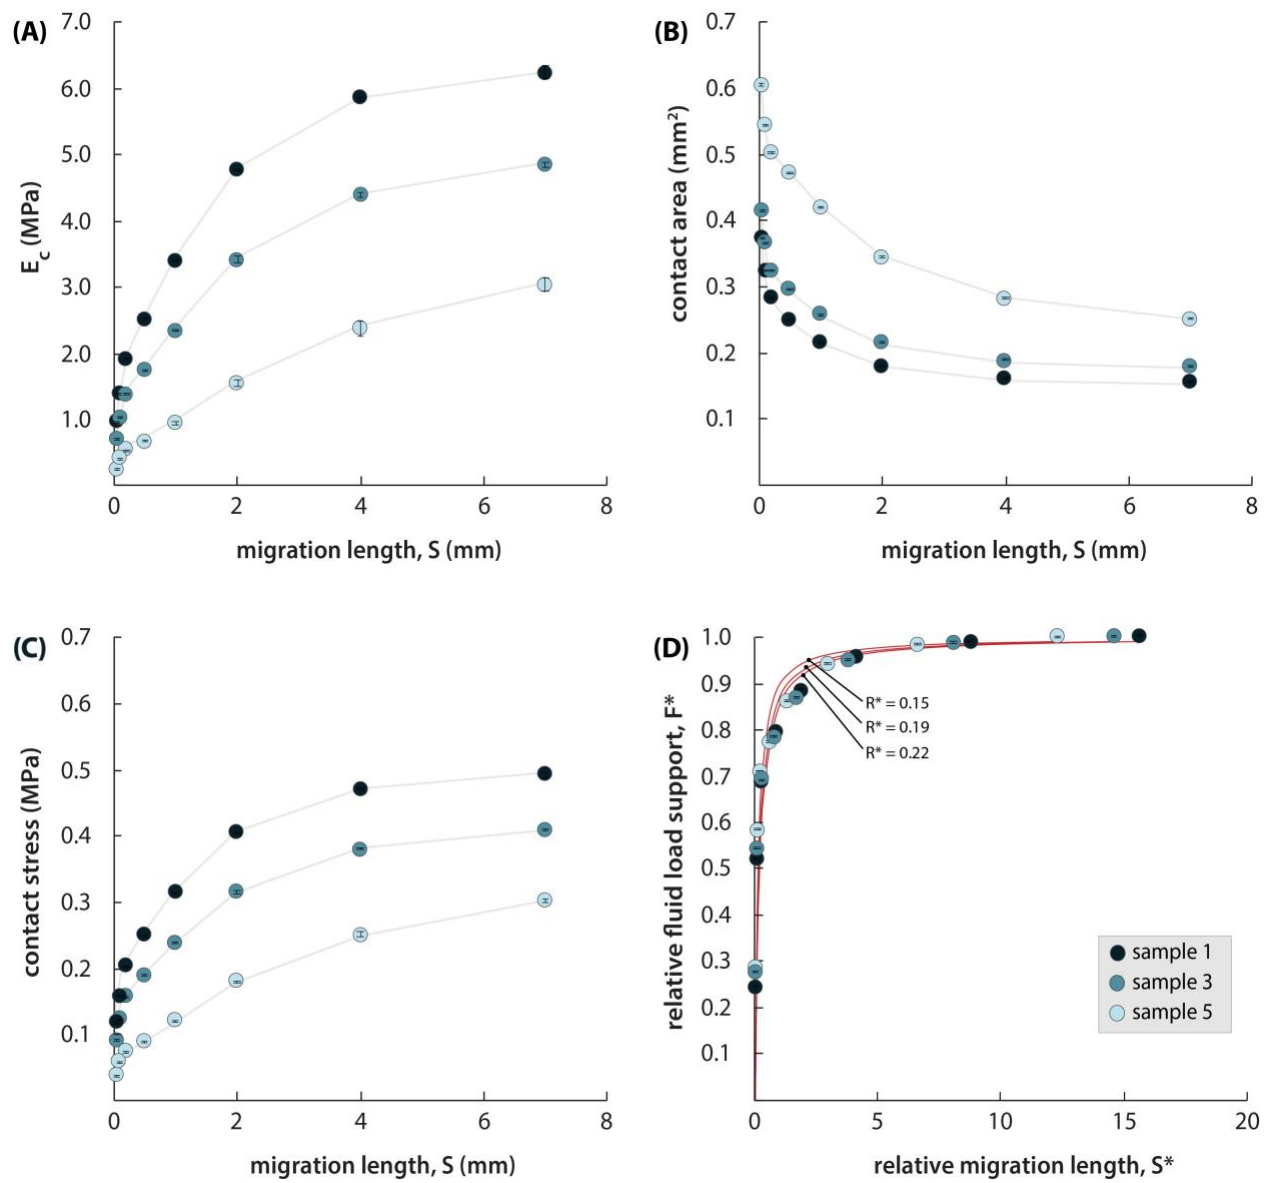 (A)
7.0
6.0
5.0
4.0
3.0
2.0
1.0
E_c (MPa)
0 2 4 6 8
migration length, S (mm)
(B)
0.7
0.6
0.5
0.4
0.3
0.2
0.1
contact area (mm²)
0 2 4 6 8
migration length, S (mm)
(C)
0.7
0.6
0.5
0.4
0.3
0.2
0.1
contact stress (MPa)
0 2 4 6 8
migration length, S (mm)
(D)
1.0
0.9
0.8
0.7
0.6
0.5
0.4
0.3
0.2
0.1
relative fluid load support, F*
R* = 0.15
R* = 0.19
R* = 0.22
sample 1
sample 3
sample 5
0 5 10 15 20
relative migration length, S*